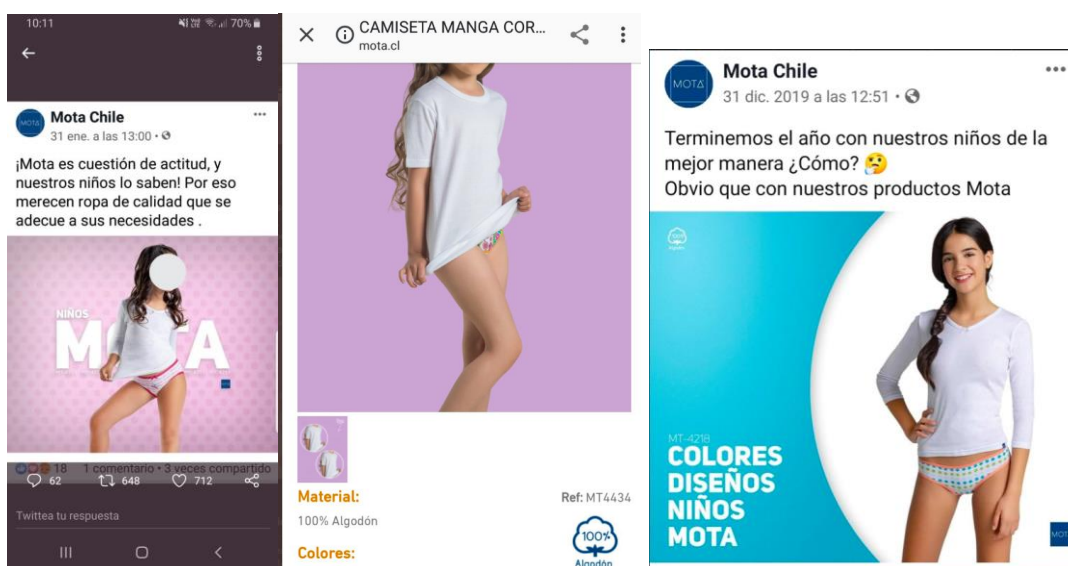 10:11
70%
Mota Chile
31 ene. a las 13:00
¡Mota es cuestión de actitud, y
nuestros niños lo saben! Por eso
merecen ropa de calidad que se
adecue a sus necesidades .
NIÑOS
MOTA
18 1 comentario • 3 veces compartido
62 648 712
Twittea tu respuesta
CAMISETA MANGA COR...
mota.cl
Material:
100% Algodón
Colores:
Ref: MT4434
100%
Algodón
MOTA
Mota Chile
31 dic. 2019 a las 12:51
Terminemos el año con nuestros niños de la
mejor manera ¿Cómo? 🤔
Obvio que con nuestros productos Mota
100%
Algodón
MT-4218
COLORES
DISEÑOS
NIÑOS
MOTA
MOTA